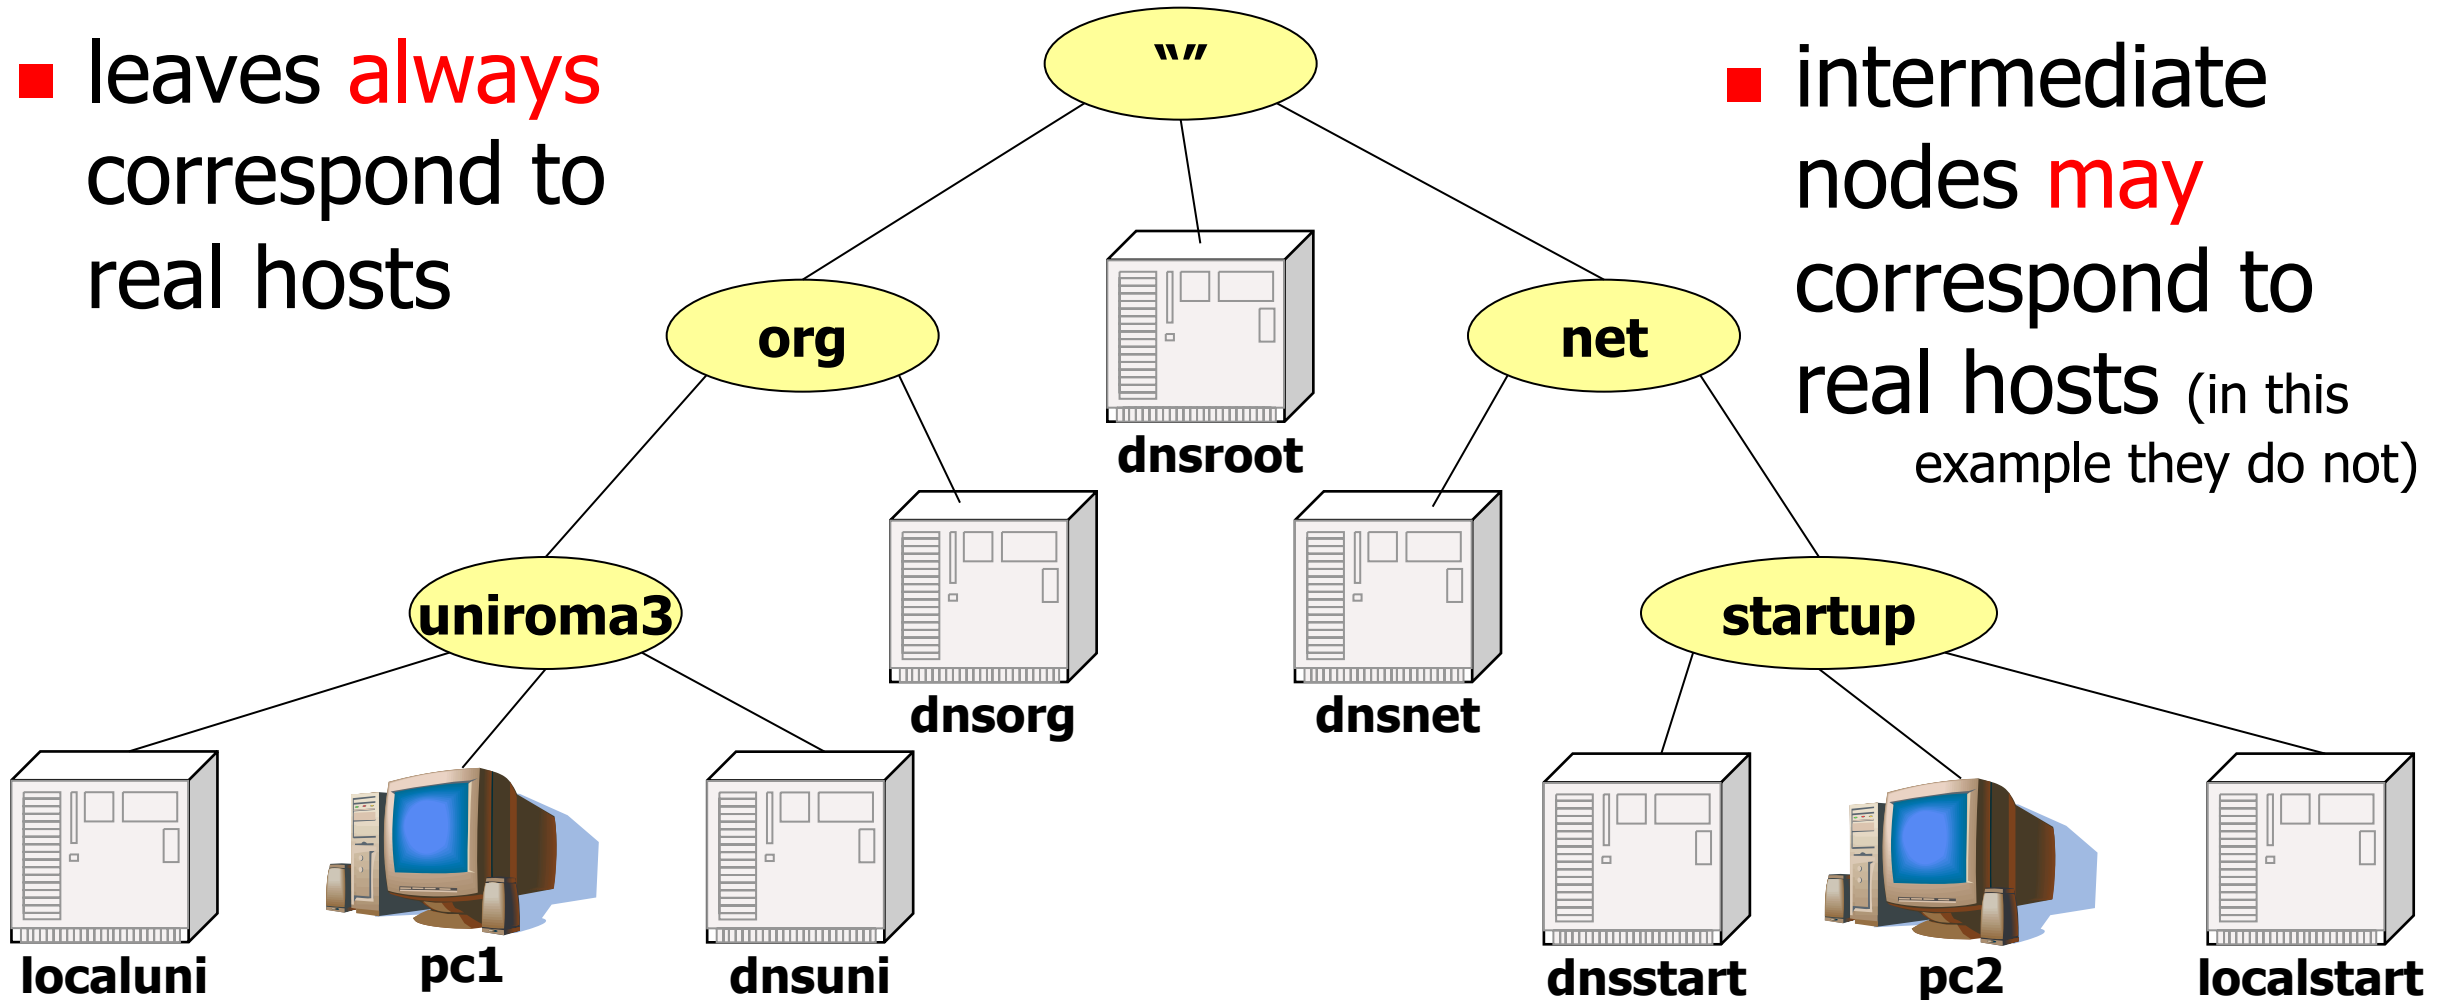 leaves always
correspond to
real hosts
“”
intermediate
nodes may
correspond to
real hosts (in this
example they do not)
org
net
dnsroot
uniroma3
startup
dnsorg
dnsnet
localuni
pc1
dnsuni
dnsstart
pc2
localstart